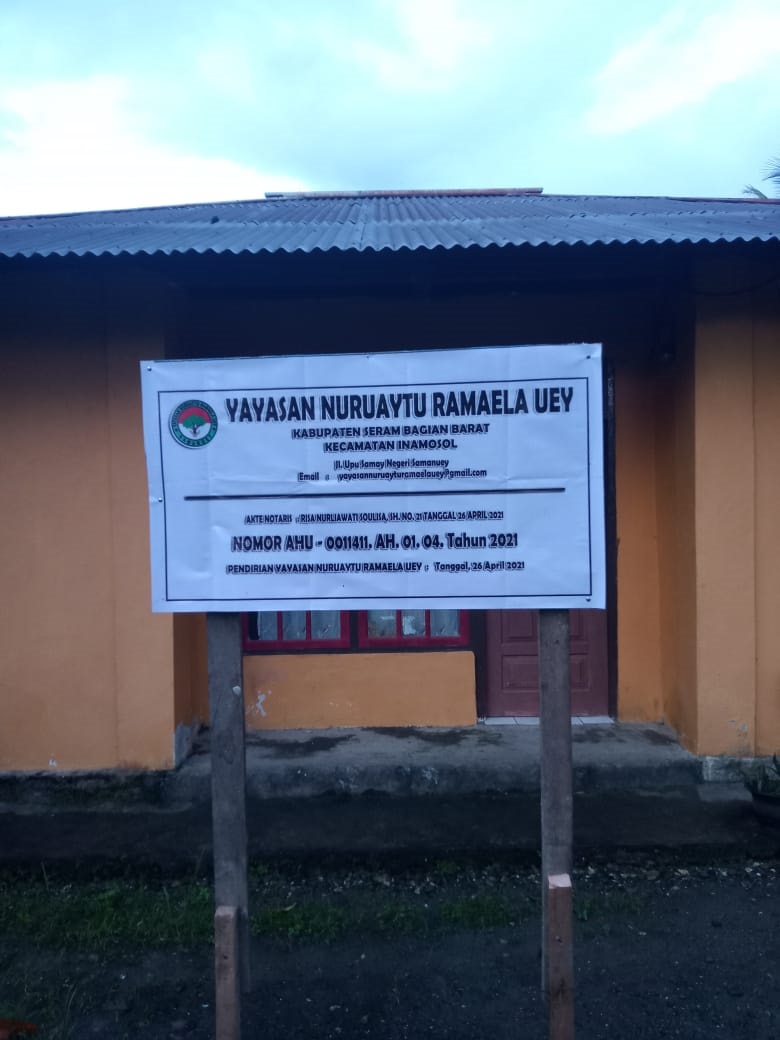 YAYASAN NURUAYTU RAMAELA UEY
KABUPATEN SERAM BAGIAN BARAT
KECAMATAN INAMOSOL
Jl. Upu Samay Negeri Samanuey
Email : yayasannuruayturamaelauey@gmail.com
AKTE NOTARIS : RISA NURLIAWATI SOULISA, SH. NO. 21 TANGGAL 26 APRIL 2021
NOMOR AHU - 0011411. AH. 01. 04. Tahun 2021
PENDIRIAN YAYASAN NURUAYTU RAMAELA UEY : Tanggal, 26 April 2021